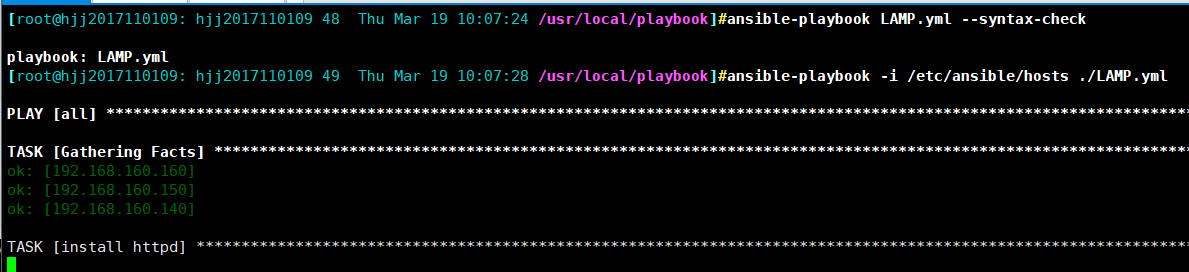 [root@hjj2017110109: hjj2017110109 48  Thu Mar 19 10:07:24 /usr/local/playbook]#ansible-playbook LAMP.yml --syntax-check
playbook: LAMP.yml
[root@hjj2017110109: hjj2017110109 49  Thu Mar 19 10:07:28 /usr/local/playbook]#ansible-playbook -i /etc/ansible/hosts ./LAMP.yml
PLAY [all] ************************************************************************************************************************
TASK [Gathering Facts] ************************************************************************************************************
ok: [192.168.160.160]
ok: [192.168.160.150]
ok: [192.168.160.140]
TASK [install httpd] **************************************************************************************************************